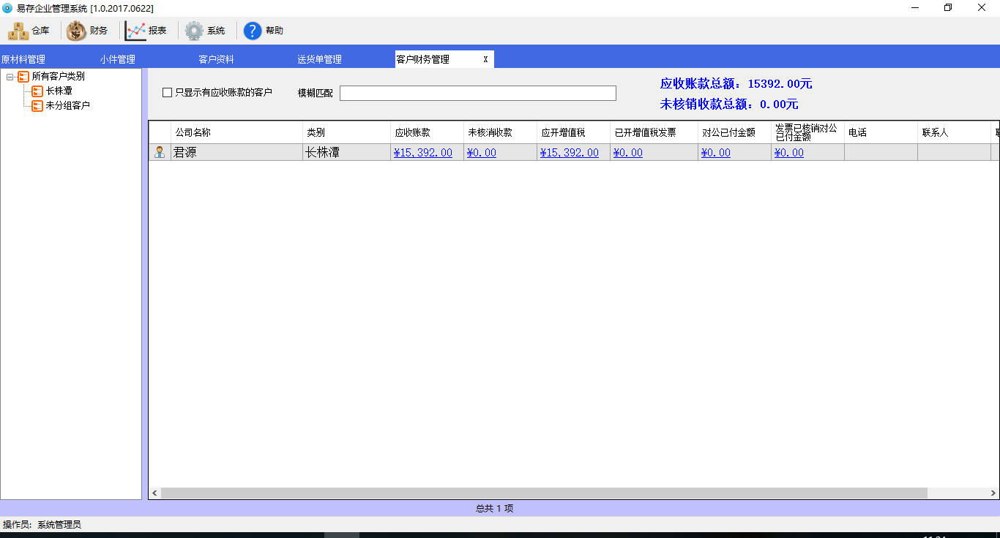 易存企业管理系统 [1.0.2017.0622]
仓库 财务 报表 系统 ? 帮助
原材料管理 小件管理 客户资料 送货单管理 客户财务管理 X
所有客户类别
长株潭
未分组客户
只显示有应收账款的客户 模糊匹配
应收账款总额：15392.00元
未核销收款总额：0.00元
公司名称 类别 应收账款 未核消收款 应开增值税 已开增值税发票 对公已付金额 发票已核销对公已付金额 电话 联系人
君源 长株潭 ¥15,392.00 ¥0.00 ¥15,392.00 ¥0.00 ¥0.00 ¥0.00
总共 1 项
操作员: 系统管理员